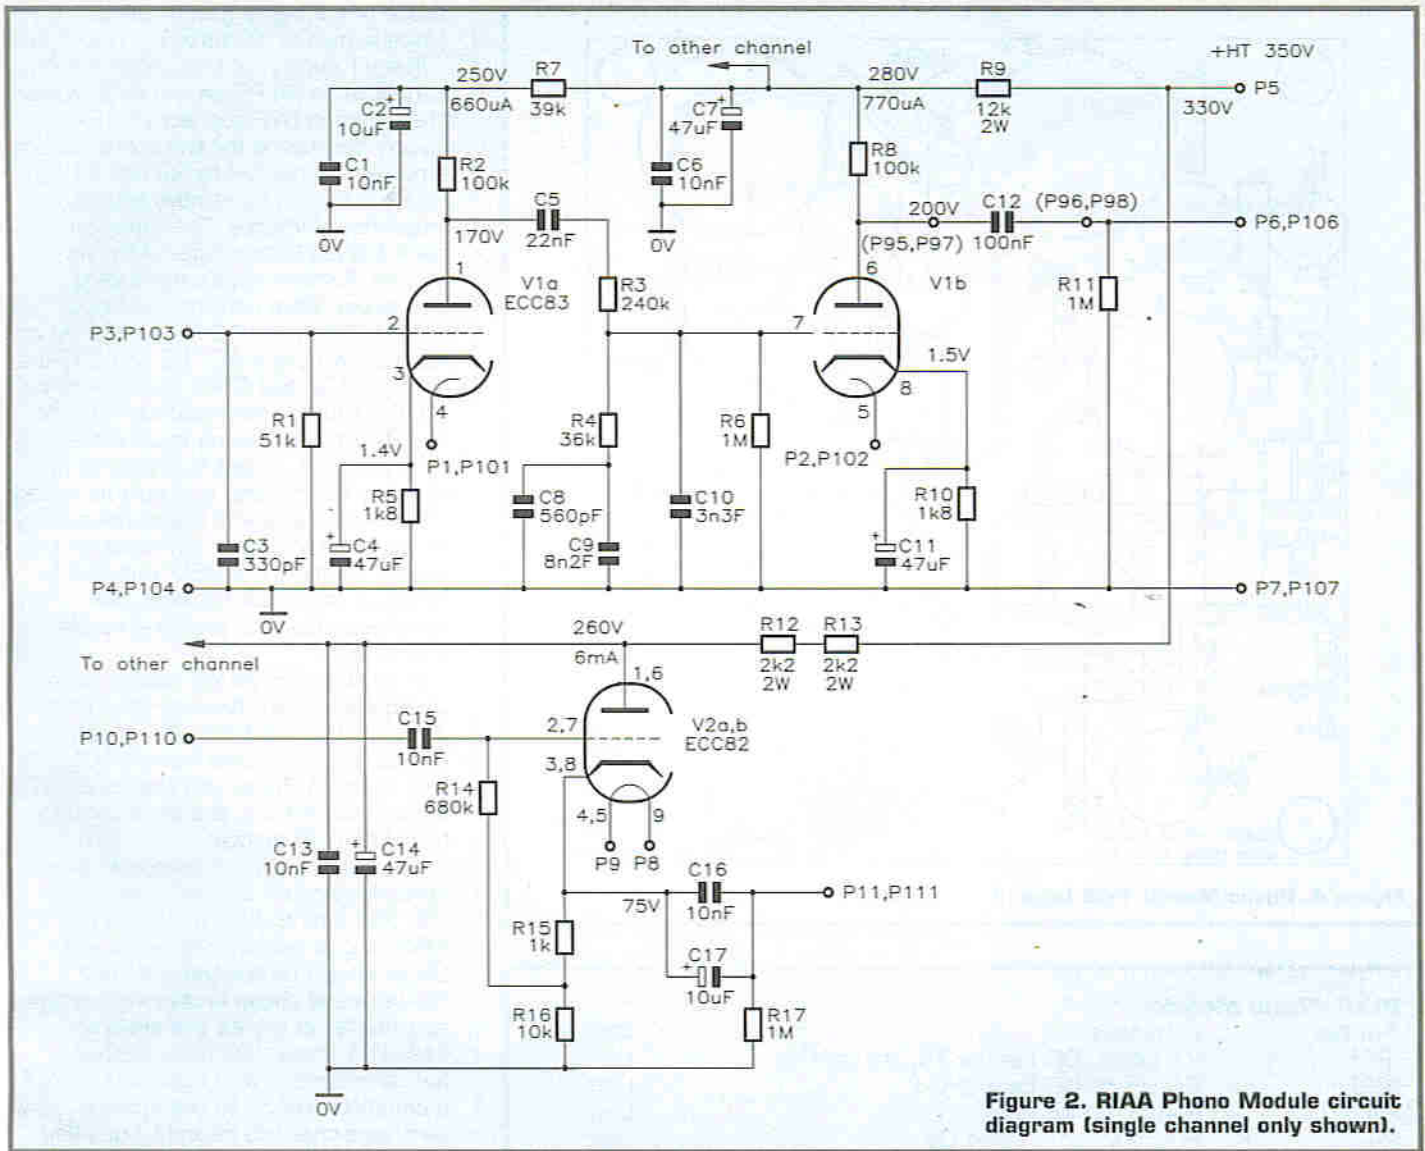 To other channel
+HT 350V
250V
R7
280V
R9
P5
660uA
39k
770uA
12k
2W
330V
C2
+
10uF
C7
+
47uF
C1
10nF
R2
100k
C6
10nF
R8
100k
C5
22nF
0V
170V
0V
200V
C12
(P96,P98)
P6,P106
(P95,P97)
100nF
1
V1a
ECC83
R3
240k
6
V1b
R11
1M
P3,P103
2
7
3
1.5V
8
4
5
R1
51k
R4
36k
R6
1M
1.4V
P1,P101
P2,P102
R5
1k8
C8
560pF
C10
3n3F
R10
1k8
C3
330pF
+
C4
47uF
C9
8n2F
+
C11
47uF
P4,P104
P7,P107
0V
260V
R12
R13
To other channel
6mA
2k2
2W
2k2
2W
1,6
C15
2,7
V2a,b
ECC82
P10,P110
10nF
3,8
R14
680k
4,5
9
C13
10nF
+
C14
47uF
P9
P8
C16
75V
10nF
P11,P111
R15
1k
+
C17
10uF
R16
10k
R17
1M
0V
Figure 2. RIAA Phono Module circuit
diagram (single channel only shown).